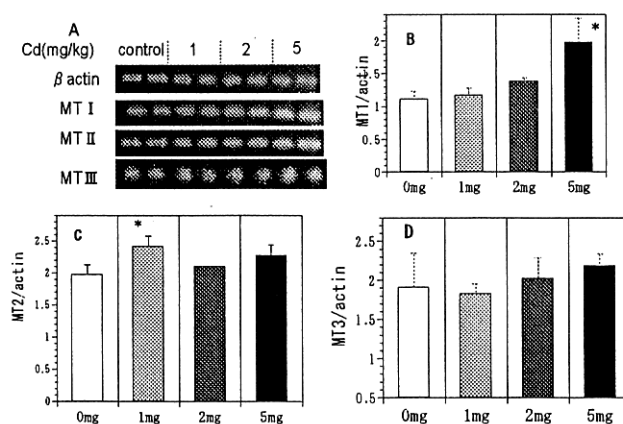 A
Cd(mg/kg) control 1 2 5
β actin
MT Ⅰ
MT Ⅱ
MT Ⅲ
B
*
MT1/actin
2
1.5
1
0.5
0
0mg 1mg 2mg 5mg
C
*
MT2/actin
2.5
2
1.5
1
.5
0
0mg 1mg 2mg 5mg
D
MT3/actin
2.5
2
1.5
1
0.5
0mg 1mg 2mg 5mg